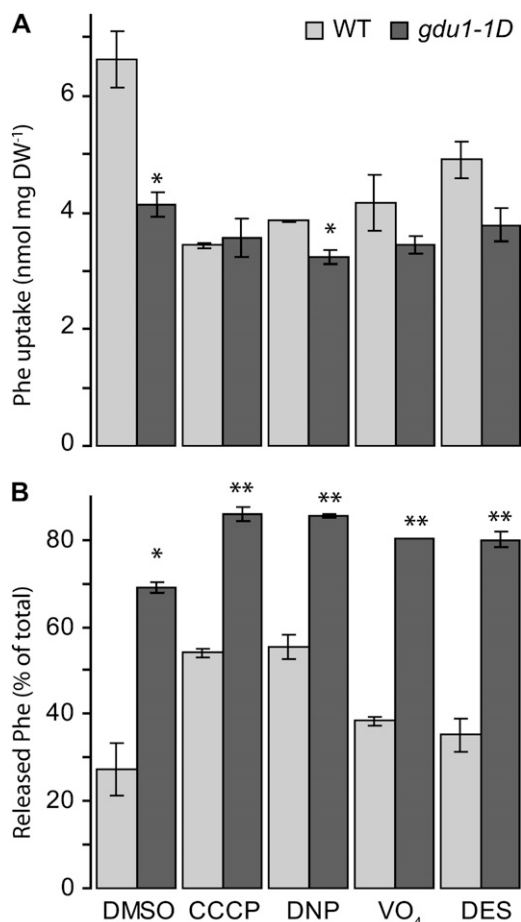 A
WT gdu1-1D
Phe uptake (nmol mg DW⁻¹)
6
4
2
0
*
*
B
Released Phe (% of total)
80
60
40
20
0
*
**
**
**
**
DMSO CCCP DNP VO₄ DES